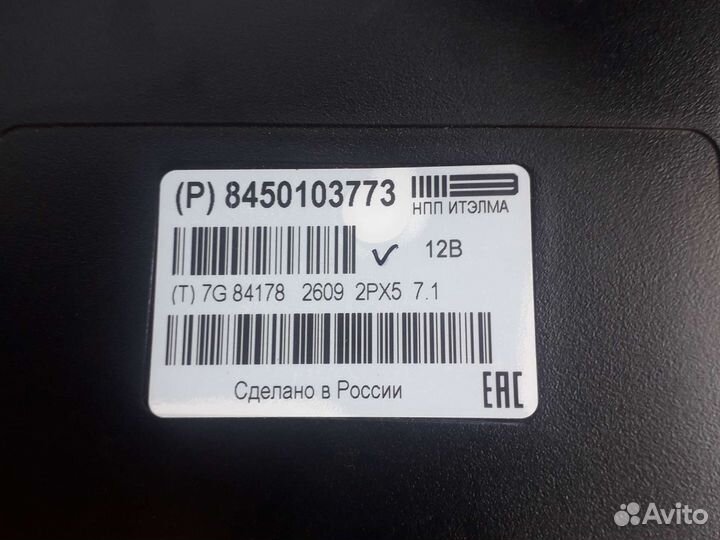 (P) 8450103773
НПП ИТЭЛМА
12В
(T) 7G 84178 2609 2PX5 7.1
Сделано в России
EAC
Avito